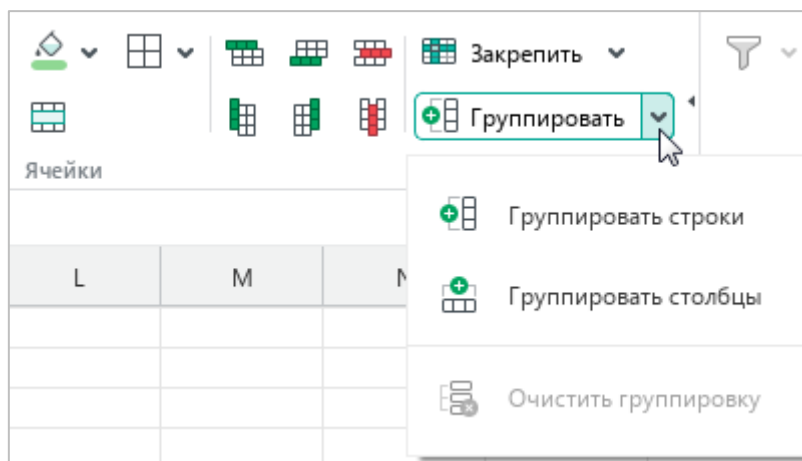 Закрепить
Группировать
Ячейки
Группировать строки
L M N
Группировать столбцы
Очистить группировку